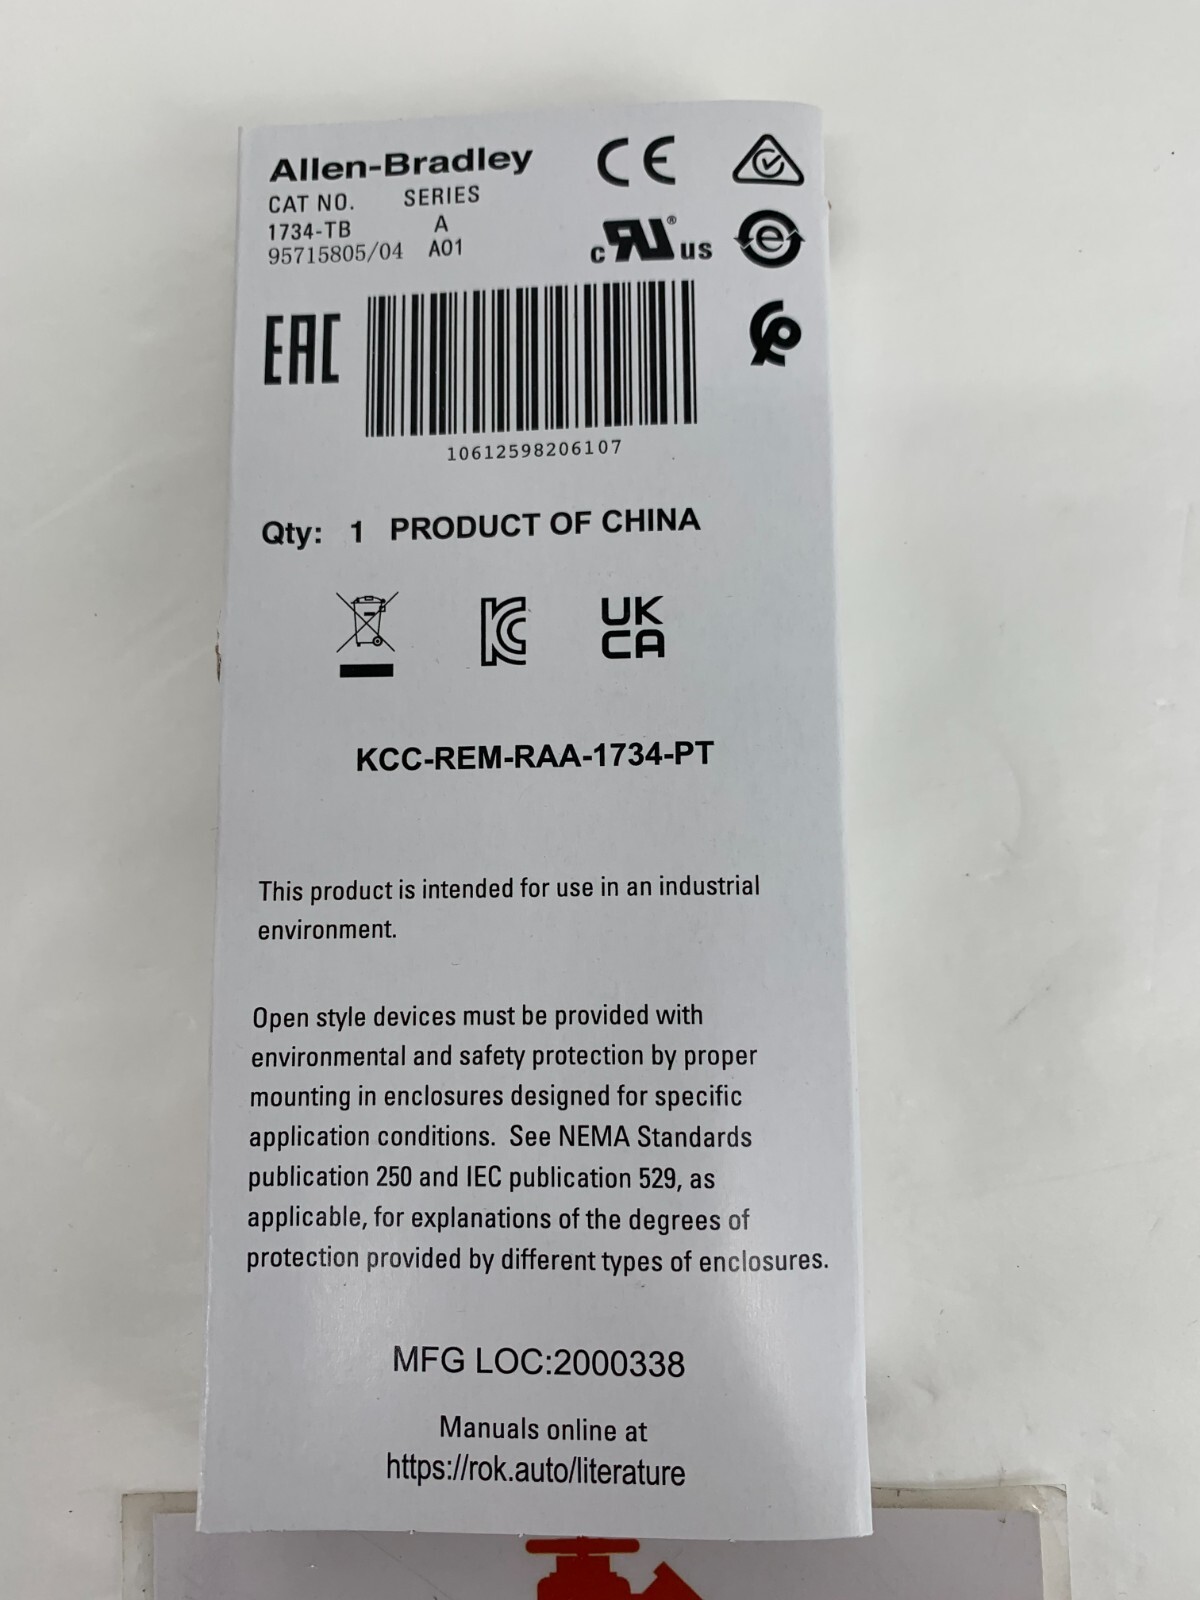 Allen-Bradley
CAT NO. SERIES
1734-TB A
95715805/04 A01
CE
c RU ® us
EAC
10612598206107
Qty: 1 PRODUCT OF CHINA
UK
CA
KCC-REM-RAA-1734-PT
This product is intended for use in an industrial
environment.
Open style devices must be provided with
environmental and safety protection by proper
mounting in enclosures designed for specific
application conditions. See NEMA Standards
publication 250 and IEC publication 529, as
applicable, for explanations of the degrees of
protection provided by different types of enclosures.
MFG LOC:2000338
Manuals online at
https://rok.auto/literature